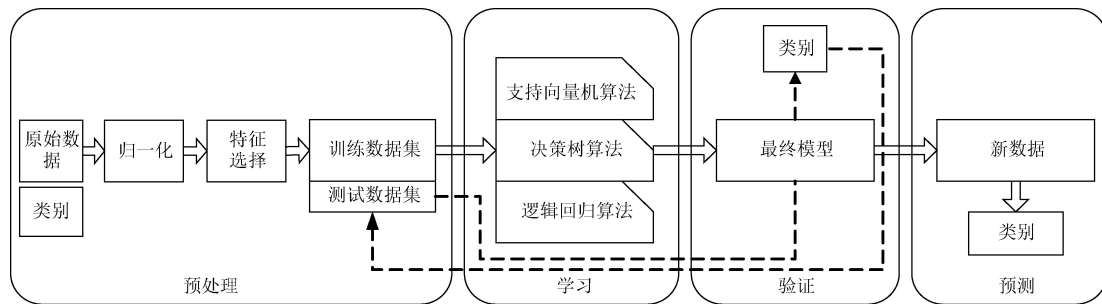 原始数
据
类别
归一化
特征
选择
训练数据集
测试数据集
预处理
支持向量机算法
决策树算法
逻辑回归算法
学习
类别
最终模型
验证
新数据
类别
预测